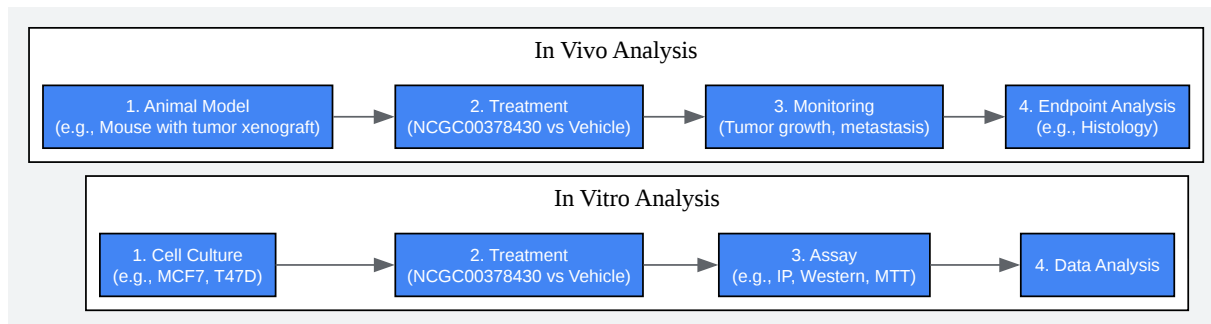 In Vivo Analysis
1. Animal Model
(e.g., Mouse with tumor xenograft)
2. Treatment
(NCGC00378430 vs Vehicle)
3. Monitoring
(Tumor growth, metastasis)
4. Endpoint Analysis
(e.g., Histology)
In Vitro Analysis
1. Cell Culture
(e.g., MCF7, T47D)
2. Treatment
(NCGC00378430 vs Vehicle)
3. Assay
(e.g., IP, Western, MTT)
4. Data Analysis